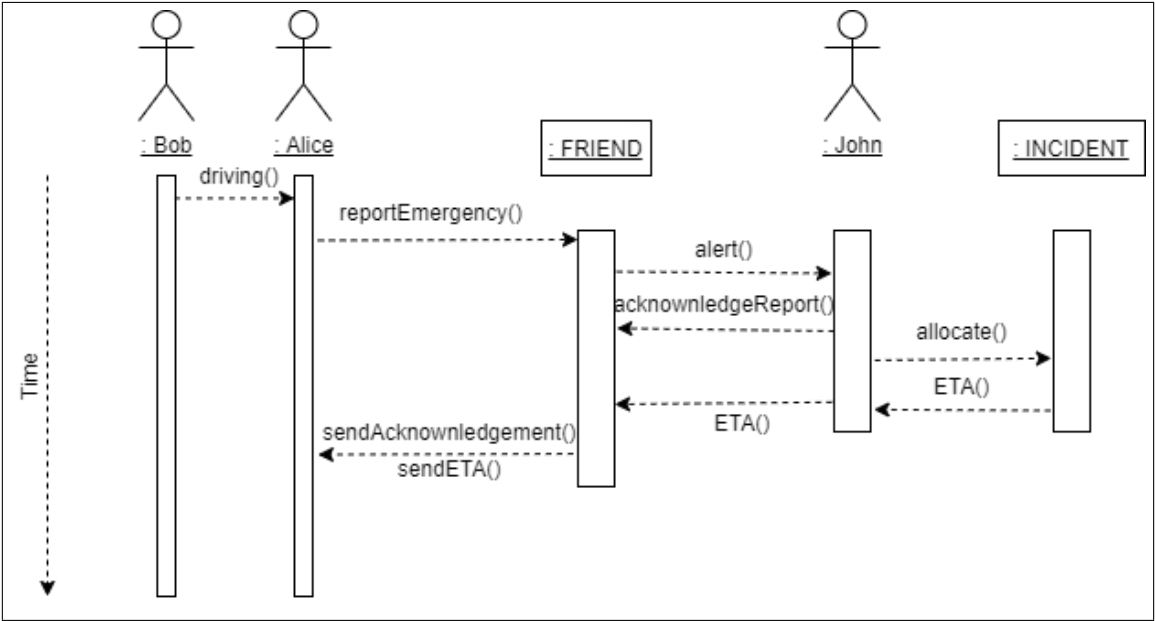 : Bob
: Alice
: FRIEND
: John
: INCIDENT
driving()
reportEmergency()
alert()
acknownledgeReport()
allocate()
Time
ETA()
ETA()
sendAcknownledgement()
sendETA()